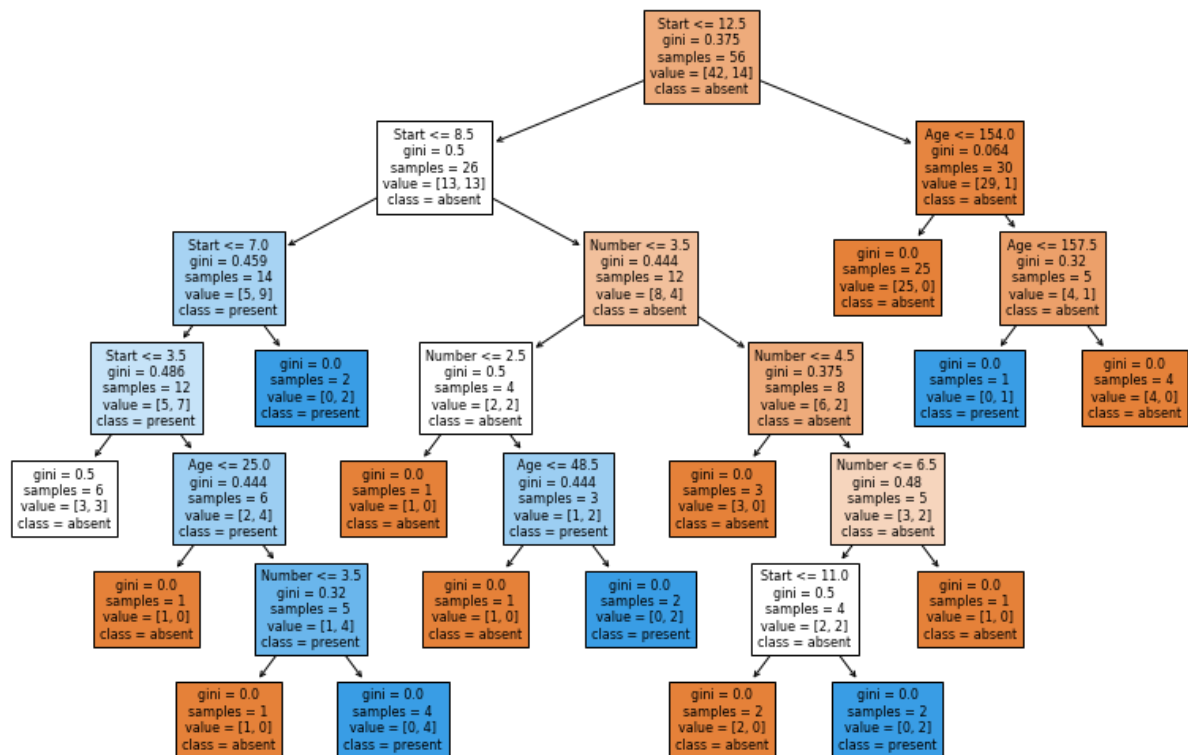 Start <= 12.5
gini = 0.375
samples = 56
value = [42, 14]
class = absent
Start <= 8.5
gini = 0.5
samples = 26
value = [13, 13]
class = absent
Age <= 154.0
gini = 0.064
samples = 30
value = [29, 1]
class = absent
Start <= 7.0
gini = 0.459
samples = 14
value = [5, 9]
class = present
Number <= 3.5
gini = 0.444
samples = 12
value = [8, 4]
class = absent
gini = 0.0
samples = 25
value = [25, 0]
class = absent
Age <= 157.5
gini = 0.32
samples = 5
value = [4, 1]
class = absent
Start <= 3.5
gini = 0.486
samples = 12
value = [5, 7]
class = present
gini = 0.0
samples = 2
value = [0, 2]
class = present
Number <= 2.5
gini = 0.5
samples = 4
value = [2, 2]
class = absent
Number <= 4.5
gini = 0.375
samples = 8
value = [6, 2]
class = absent
gini = 0.0
samples = 1
value = [0, 1]
class = present
gini = 0.0
samples = 4
value = [4, 0]
class = absent
gini = 0.5
samples = 6
value = [3, 3]
class = absent
Age <= 25.0
gini = 0.444
samples = 6
value = [2, 4]
class = present
gini = 0.0
samples = 1
value = [1, 0]
class = absent
Age <= 48.5
gini = 0.444
samples = 3
value = [1, 2]
class = present
gini = 0.0
samples = 3
value = [3, 0]
class = absent
Number <= 6.5
gini = 0.48
samples = 5
value = [3, 2]
class = absent
gini = 0.0
samples = 1
value = [1, 0]
class = absent
Number <= 3.5
gini = 0.32
samples = 5
value = [1, 4]
class = present
gini = 0.0
samples = 1
value = [1, 0]
class = absent
gini = 0.0
samples = 2
value = [0, 2]
class = present
Start <= 11.0
gini = 0.5
samples = 4
value = [2, 2]
class = absent
gini = 0.0
samples = 1
value = [1, 0]
class = absent
gini = 0.0
samples = 1
value = [1, 0]
class = absent
gini = 0.0
samples = 4
value = [0, 4]
class = present
gini = 0.0
samples = 2
value = [2, 0]
class = absent
gini = 0.0
samples = 2
value = [0, 2]
class = present